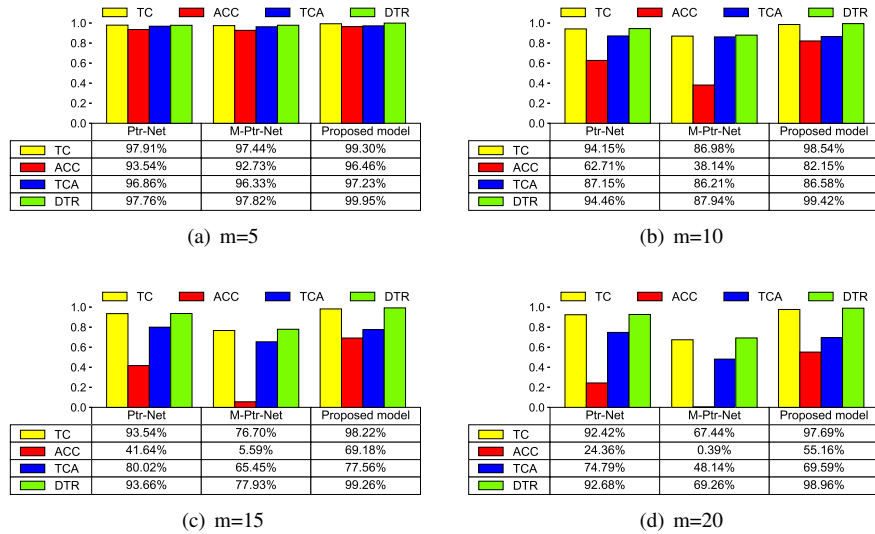 TC ACC TCA DTR
1.0
0.8
0.6
0.4
0.2
0.0
Ptr-Net M-Ptr-Net Proposed model
TC 97.91% 97.44% 99.30%
ACC 93.54% 92.73% 96.46%
TCA 96.86% 96.33% 97.23%
DTR 97.76% 97.82% 99.95%
(a) m=5
TC ACC TCA DTR
1.0
0.8
0.6
0.4
0.2
0.0
Ptr-Net M-Ptr-Net Proposed model
TC 94.15% 86.98% 98.54%
ACC 62.71% 38.14% 82.15%
TCA 87.15% 86.21% 86.58%
DTR 94.46% 87.94% 99.42%
(b) m=10
TC ACC TCA DTR
1.0
0.8
0.6
0.4
0.2
0.0
Ptr-Net M-Ptr-Net Proposed model
TC 93.54% 76.70% 98.22%
ACC 41.64% 5.59% 69.18%
TCA 80.02% 65.45% 77.56%
DTR 93.66% 77.93% 99.26%
(c) m=15
TC ACC TCA DTR
1.0
0.8
0.6
0.4
0.2
0.0
Ptr-Net M-Ptr-Net Proposed model
TC 92.42% 67.44% 97.69%
ACC 24.36% 0.39% 55.16%
TCA 74.79% 48.14% 69.59%
DTR 92.68% 69.26% 98.96%
(d) m=20